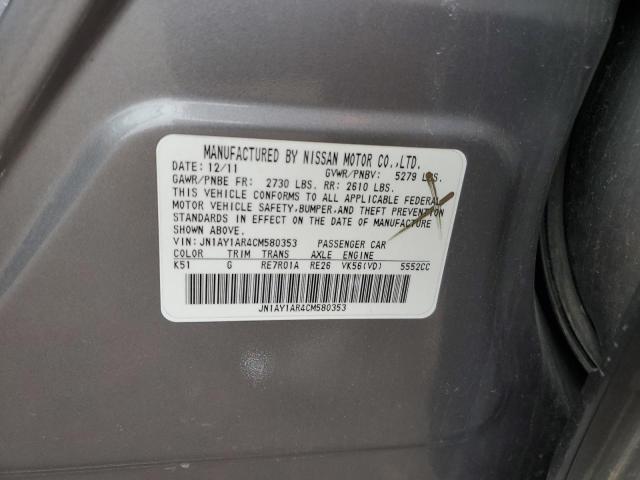 MANUFACTURED BY NISSAN MOTOR CO.,LTD.
DATE: 12/11 GVWR/PNBV: 5279 LBS.
GAWR/PNBE FR: 2730 LBS. RR: 2610 LBS.
THIS VEHICLE CONFORMS TO ALL APPLICABLE FEDERAL
MOTOR VEHICLE SAFETY, BUMPER, AND THEFT PREVENTION
STANDARDS IN EFFECT ON THE DATE OF MANUFACTURE
SHOWN ABOVE.
VIN: JN1AY1AR4CM580353 PASSENGER CAR
COLOR TRIM TRANS AXLE ENGINE
K51 G RE7R01A RE26 VK56(VD) 5552CC
JN1AY1AR4CM580353